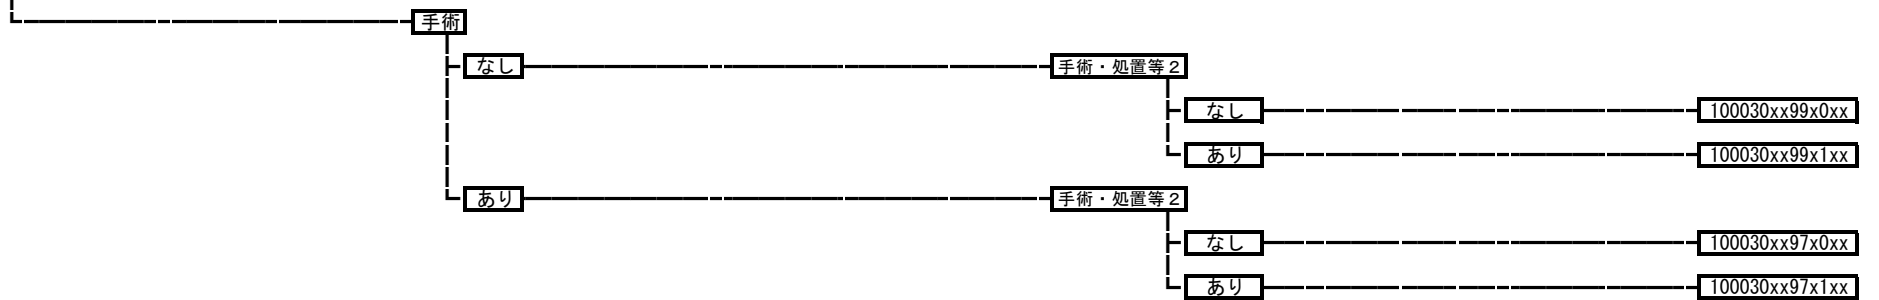 手術
なし
手術・処置等２
なし
100030xx99x0xx
あり
100030xx99x1xx
あり
手術・処置等２
なし
100030xx97x0xx
あり
100030xx97x1xx